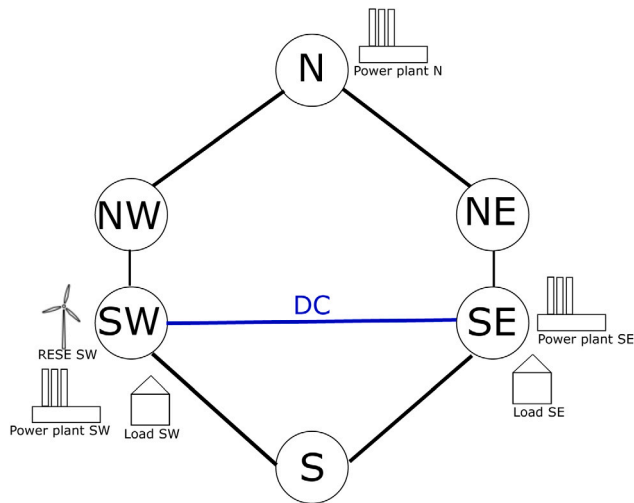 N
Power plant N
NW
NE
DC
SW
SE
RESE SW
Power plant SE
Power plant SW
Load SW
Load SE
S